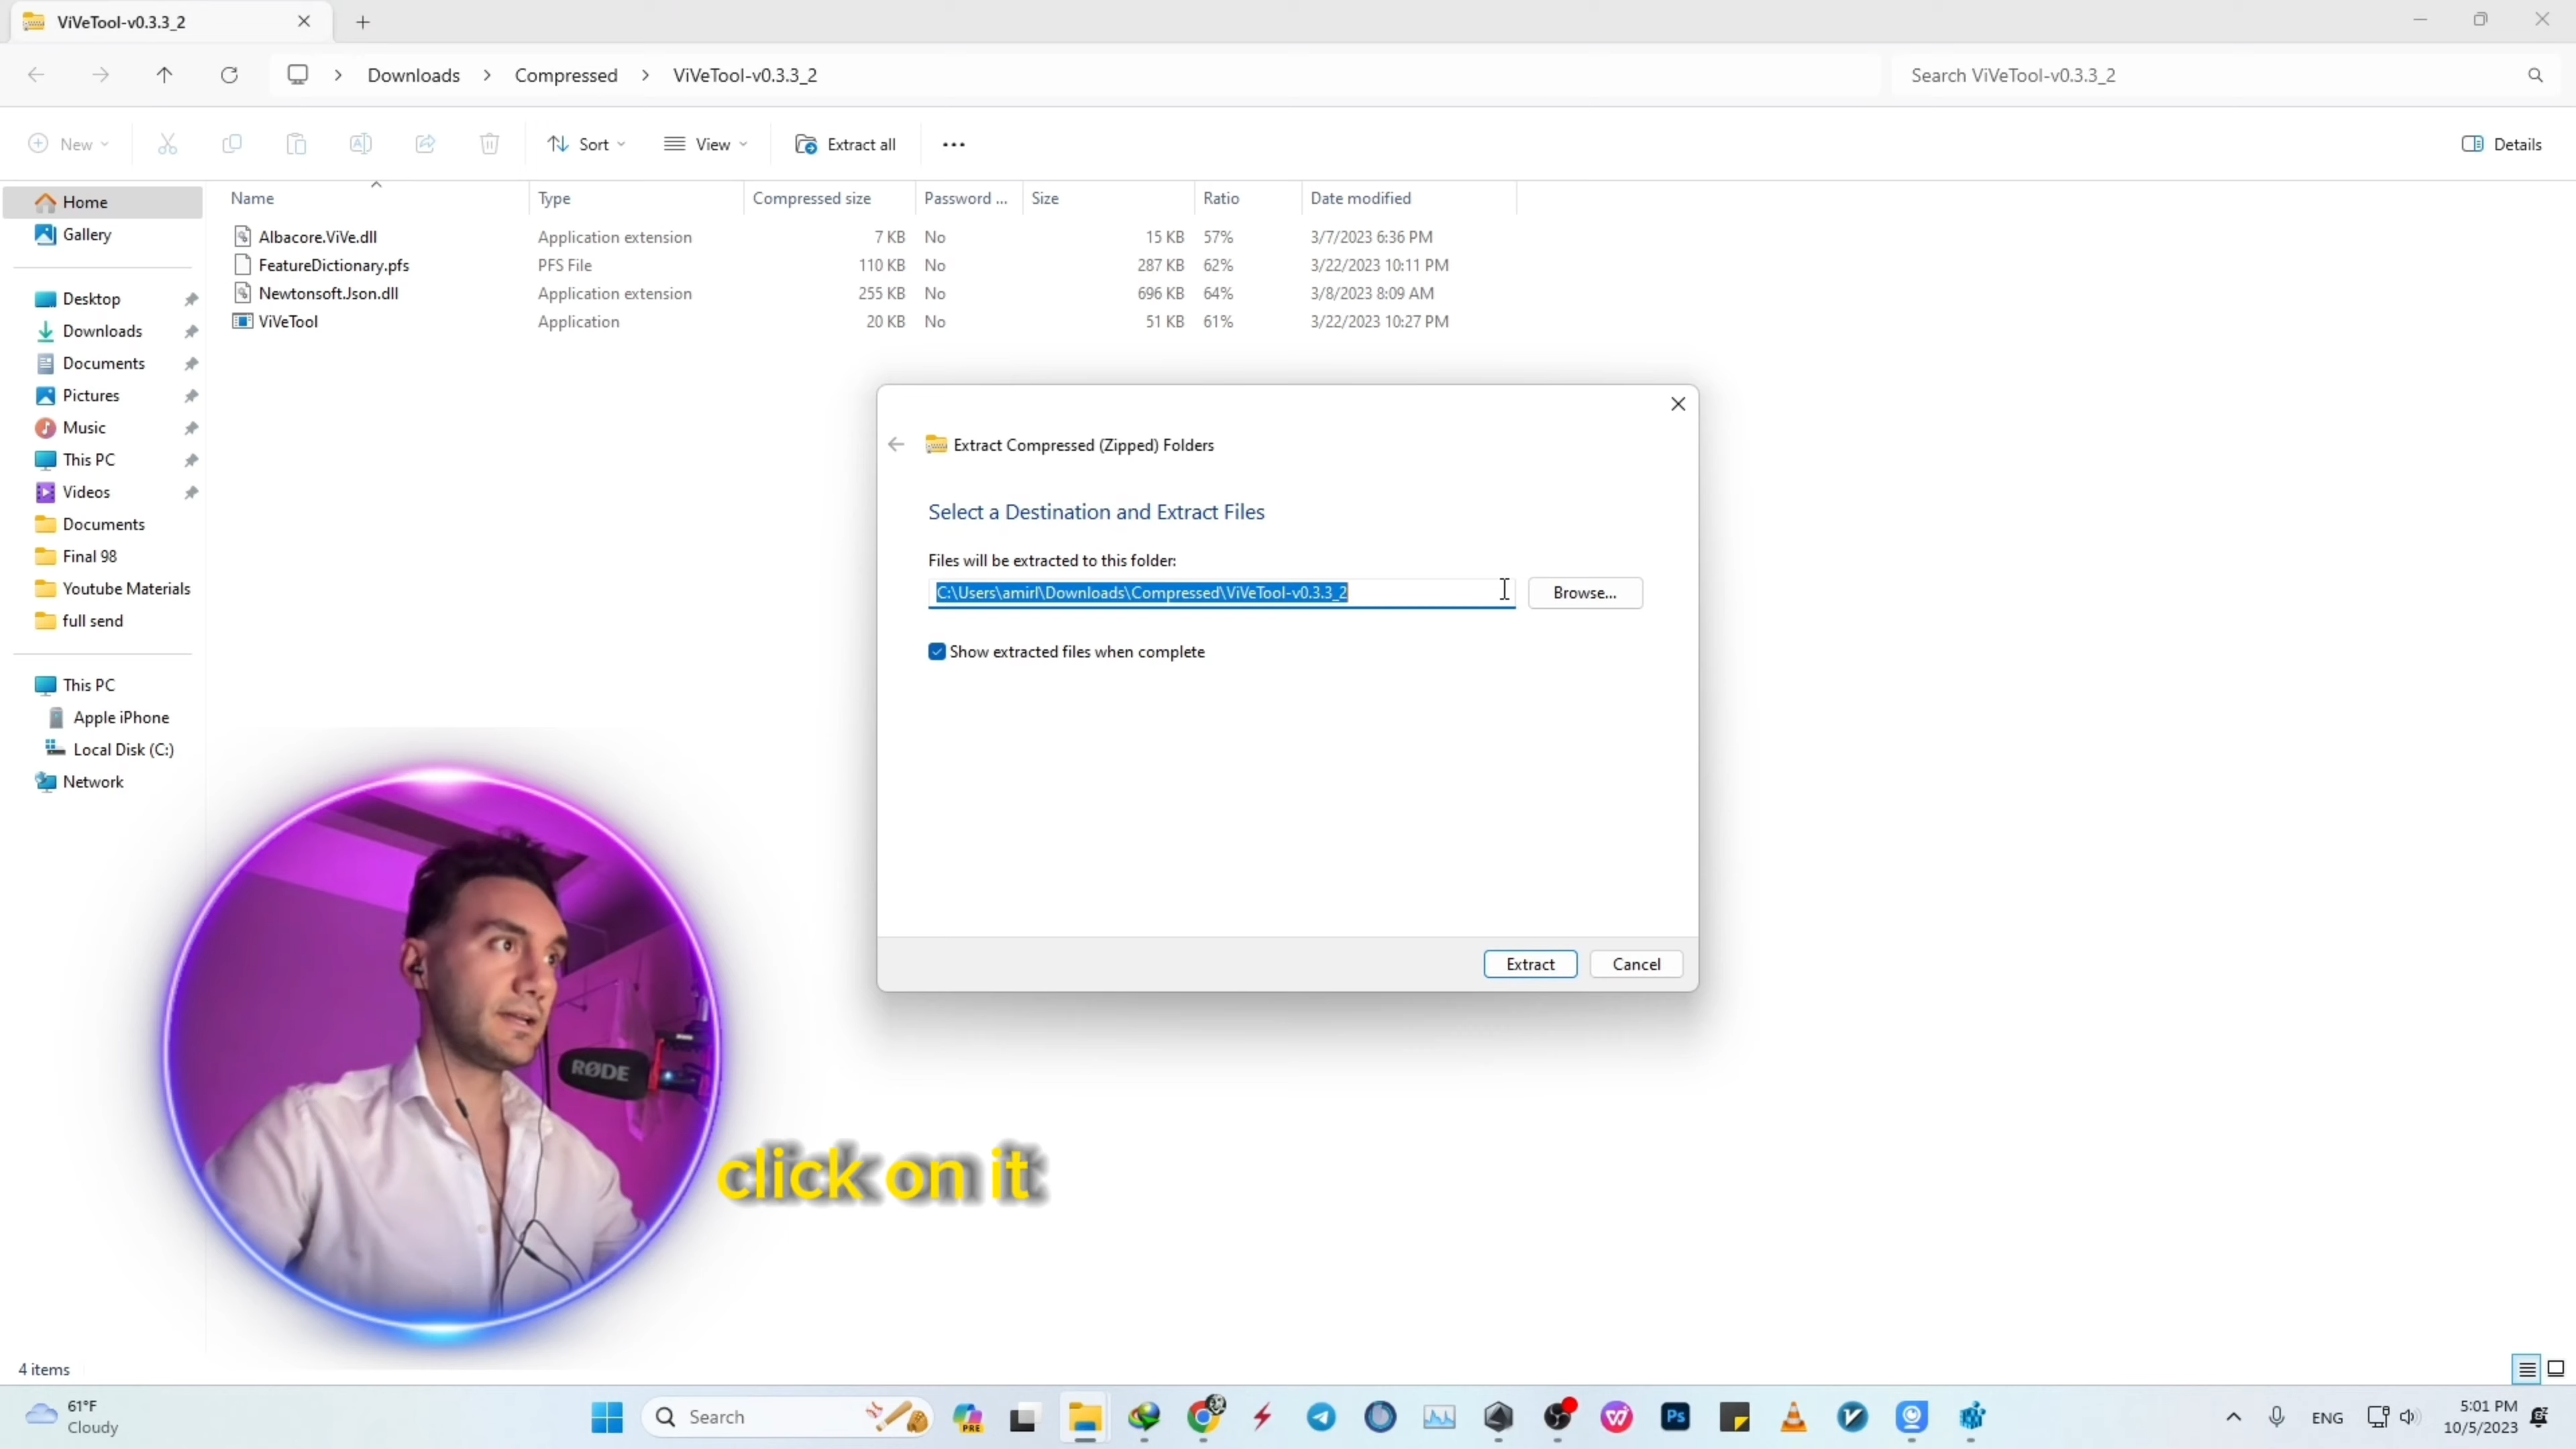 ViVeTool-v0.3.3_2
Downloads > Compressed > ViVeTool-v0.3.3_2
Search ViVeTool-v0.3.3_2
New Sort View Extract all Details
Name Type Compressed size Password ... Size Ratio Date modified
Albacore.ViVe.dll Application extension 7 KB No 15 KB 57% 3/7/2023 6:36 PM
FeatureDictionary.pfs PFS File 110 KB No 287 KB 62% 3/22/2023 10:11 PM
Newtonsoft.Json.dll Application extension 255 KB No 696 KB 64% 3/8/2023 8:09 AM
ViVeTool Application 20 KB No 51 KB 61% 3/22/2023 10:27 PM
Home
Gallery
Desktop
Downloads
Documents
Pictures
Music
This PC
Videos
Documents
Final 98
Youtube Materials
full send
This PC
Apple iPhone
Local Disk (C:)
Network
Extract Compressed (Zipped) Folders
Select a Destination and Extract Files
Files will be extracted to this folder:
C:\Users\amirl\Downloads\Compressed\ViVeTool-v0.3.3_2
Browse...
Show extracted files when complete
Extract Cancel
RØDE
click on it
4 items
61°F
Cloudy
Search
PRE
Ps
ENG
5:01 PM
10/5/2023